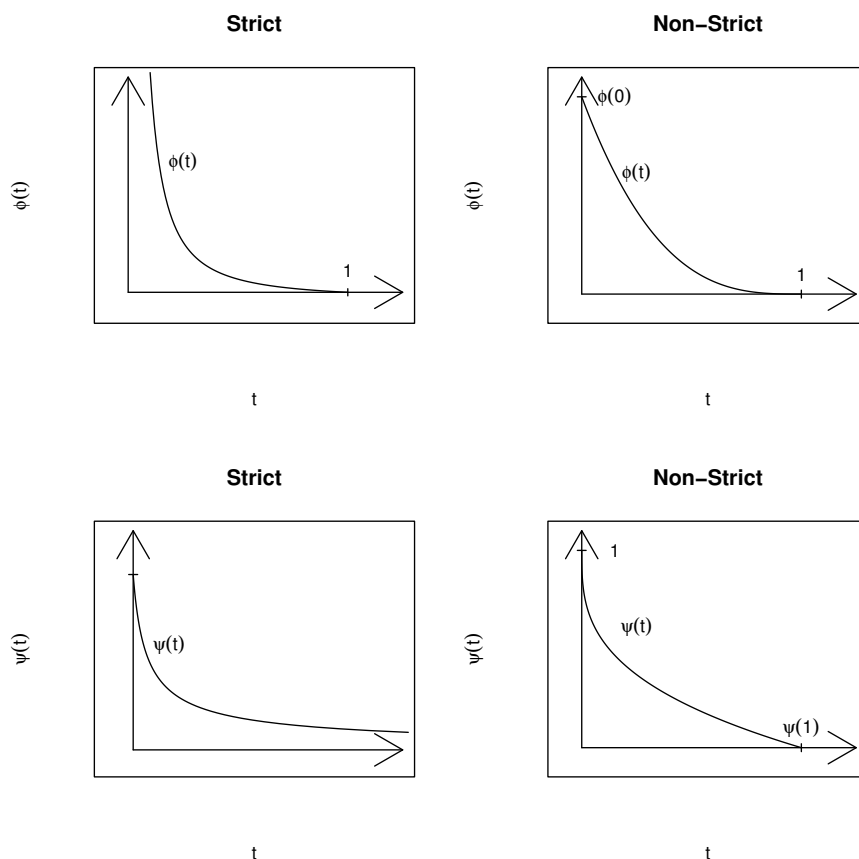 Strict
Non−Strict
ϕ(t)
ϕ(t)
1
t
ϕ(t)
ϕ(0)
ϕ(t)
1
t
Strict
Non−Strict
ψ(t)
ψ(t)
t
ψ(t)
1
ψ(t)
ψ(1)
t